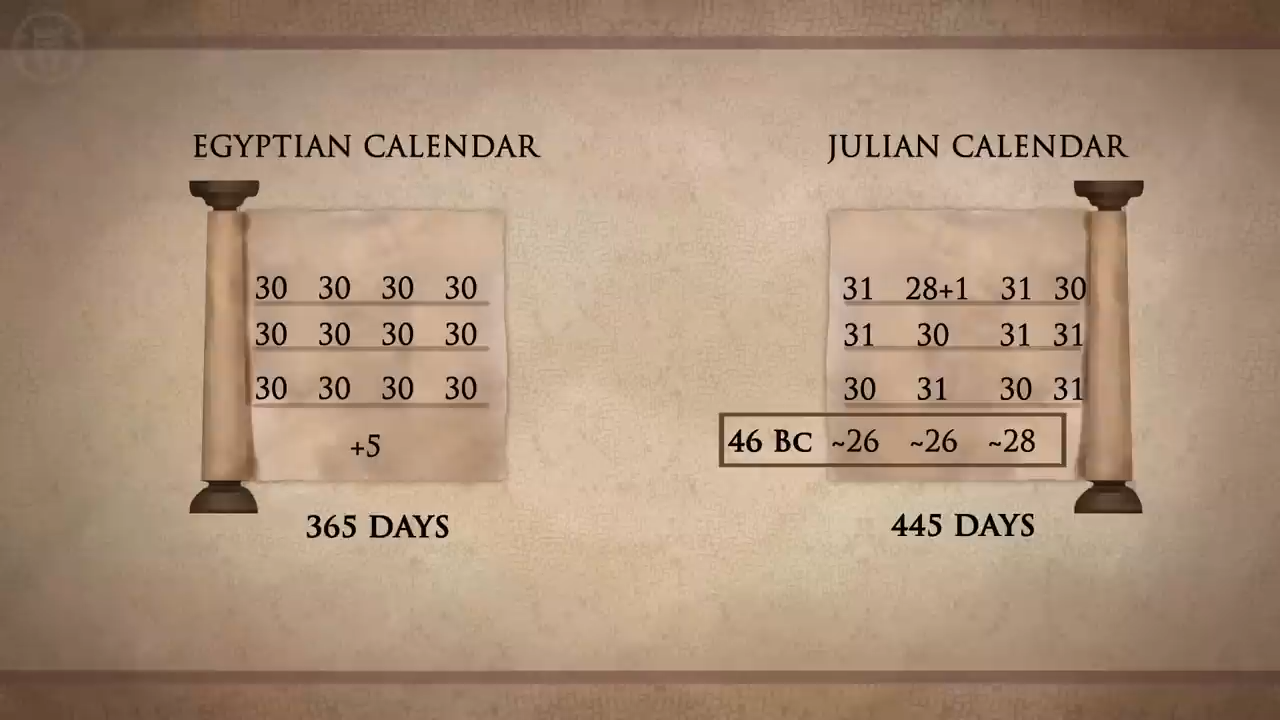 EGYPTIAN CALENDAR
30 30 30 30
30 30 30 30
30 30 30 30
+5
365 DAYS
JULIAN CALENDAR
31 28+1 31 30
31 30 31 31
30 31 30 31
46 BC ~26 ~26 ~28
445 DAYS